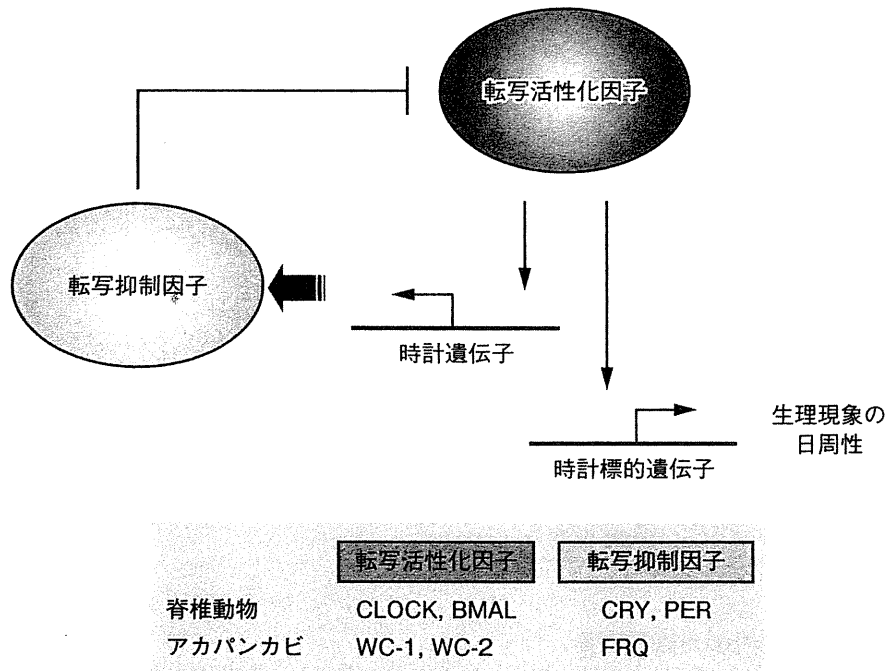 転写活性化因子
転写抑制因子
時計遺伝子
生理現象の
日周性
時計標的遺伝子
転写活性化因子 転写抑制因子
脊椎動物 CLOCK, BMAL CRY, PER
アカパンカビ WC-1, WC-2 FRQ